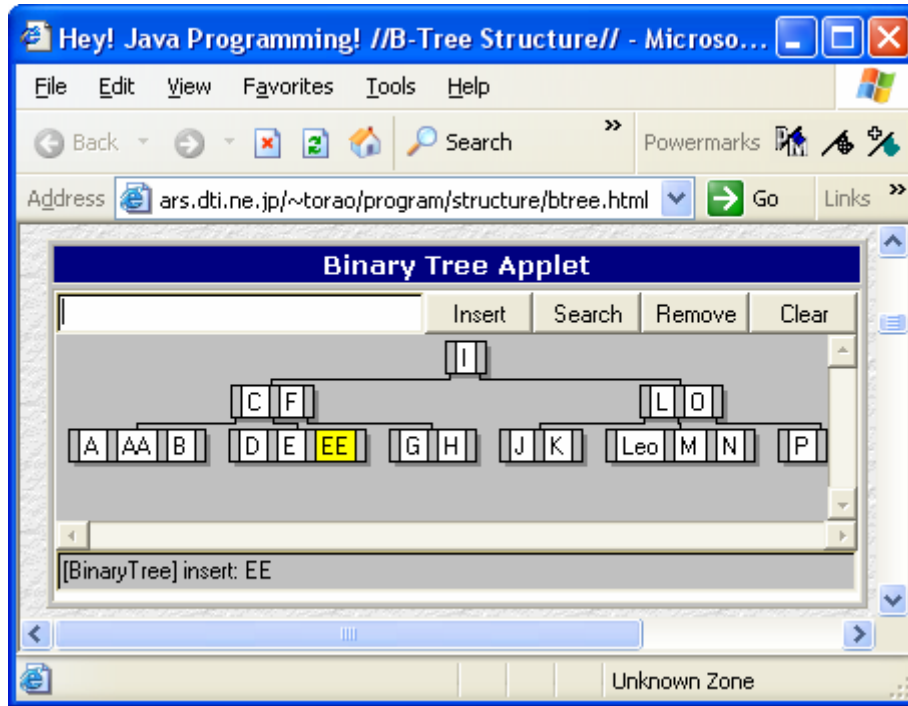 Hey! Java Programming! //B-Tree Structure// - Microso...
File Edit View Favorites Tools Help
Back Search » Powermarks
Address ars.dti.ne.jp/~torao/program/structure/btree.html Go Links »
Binary Tree Applet
Insert Search Remove Clear
I
C F L O
A AA B D E EE G H J K Leo M N P
[BinaryTree] insert: EE
Unknown Zone